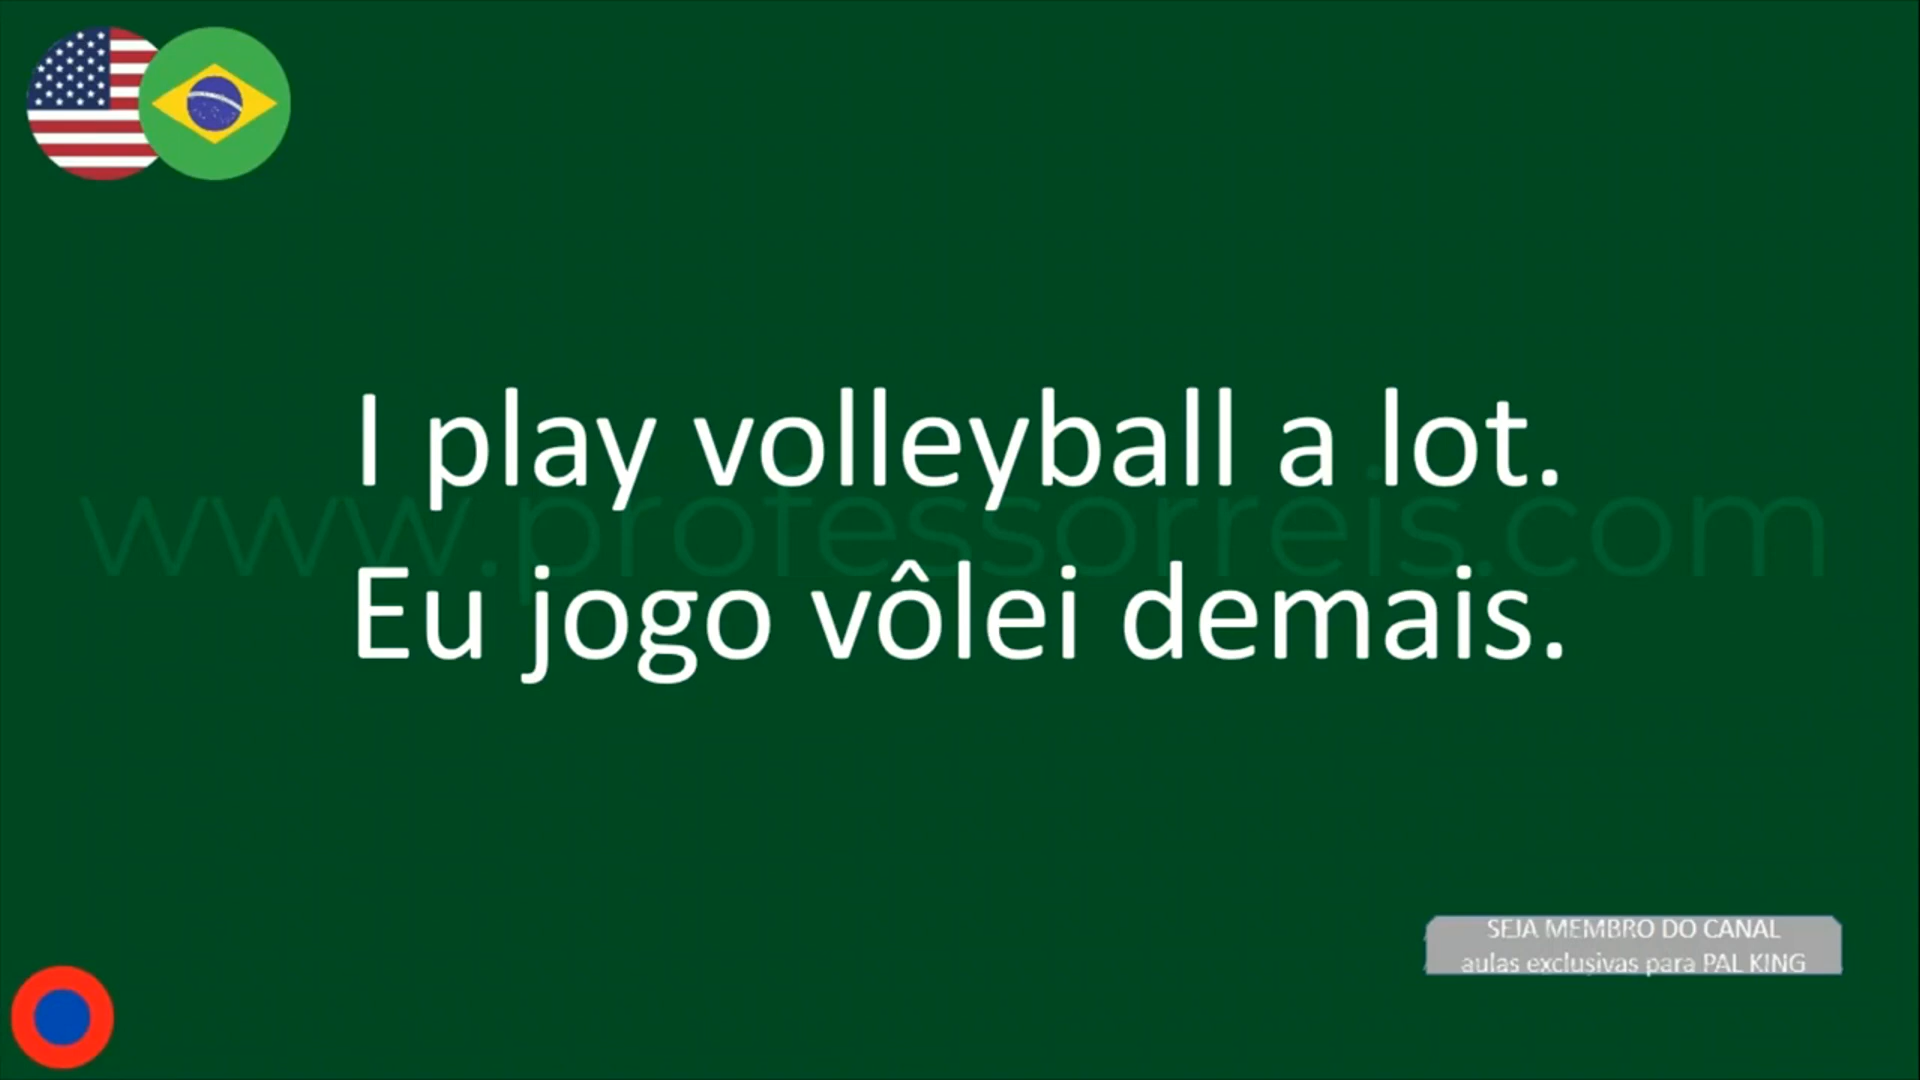 I play volleyball a lot.
www.professorreis.com
Eu jogo vôlei demais.
SEJA MEMBRO DO CANAL
aulas exclusivas para PAL KING